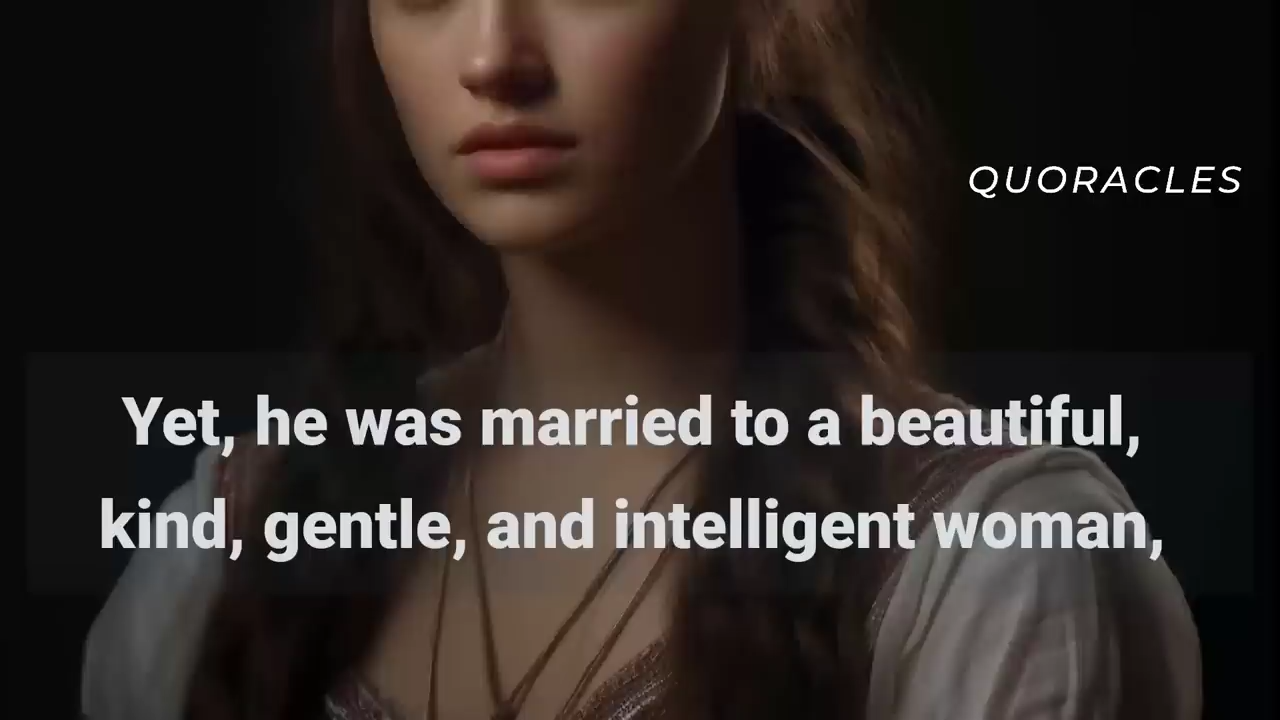 QUORACLES
Yet, he was married to a beautiful,
kind, gentle, and intelligent woman,